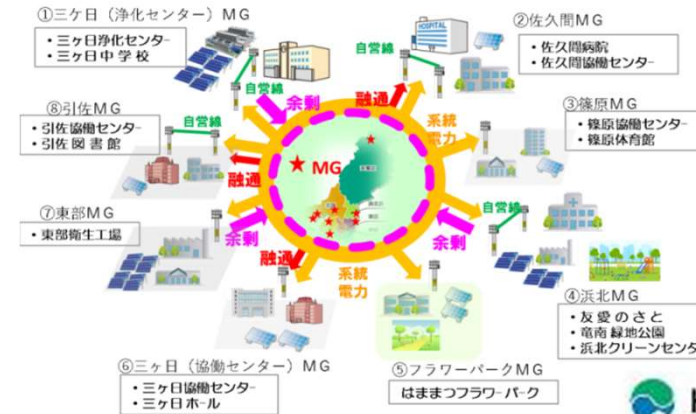 ①三ケ日（浄化センター）MG
・三ヶ日浄化センター
・三ヶ日中学校
②佐久間MG
・佐久間病院
・佐久間協働センター
③篠原MG
・篠原協働センター
・篠原体育館
④浜北MG
・友愛のさと
・竜南緑地公園
・浜北クリーンセンタ
⑤フラワーパークMG
はままつフラワーパーク
⑥三ヶ日（協働センター）MG
・三ヶ日協働センター
・三ヶ日ホール
⑦東部MG
・東部衛生工場
⑧引佐MG
・引佐協働センター
・引佐図書館
自営線
余剰
融通
自営線
系統
電力
自営線
余剰
系統
電力
融通
余剰
融通
自営線
★MG
HOSPITAL